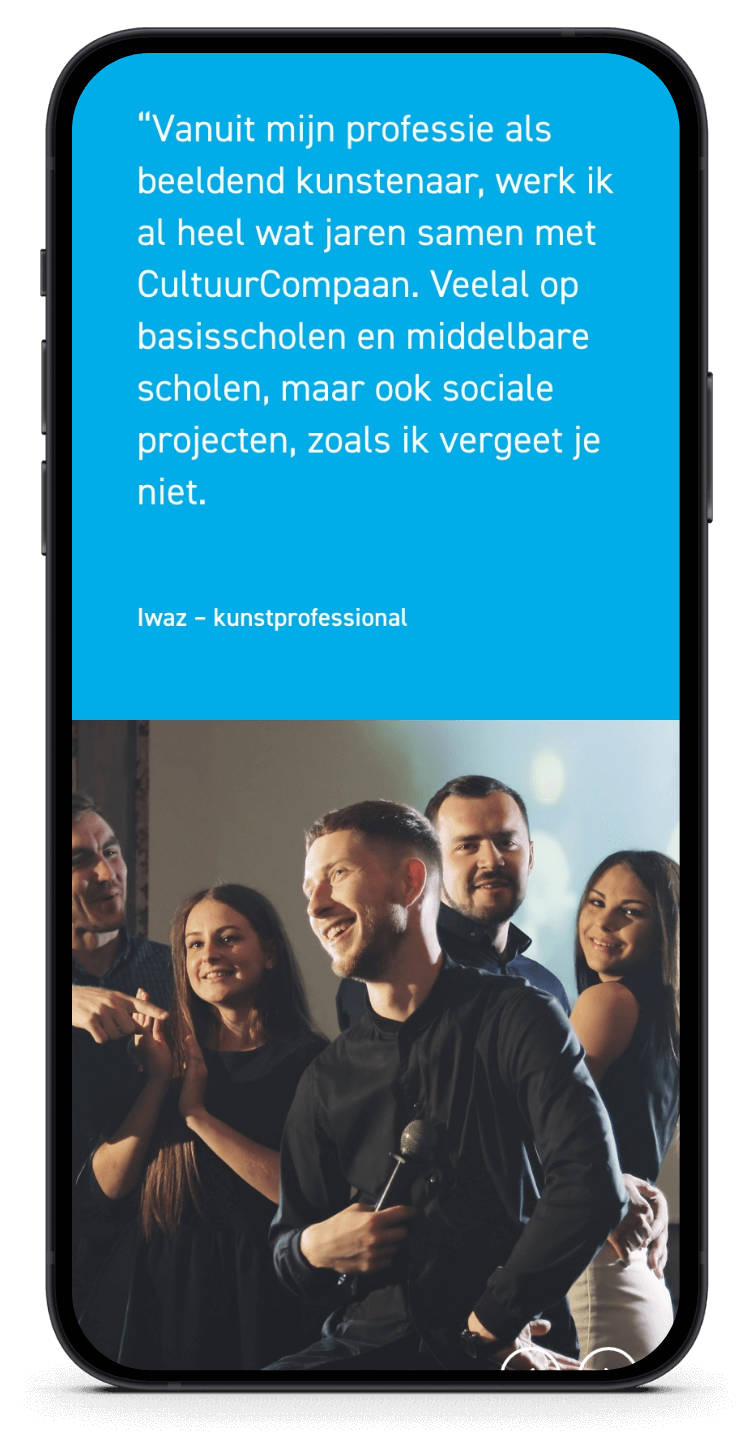 “Vanuit mijn professie als
beeldend kunstenaar, werk ik
al heel wat jaren samen met
CultuurCompaan. Veelal op
basisscholen en middelbare
scholen, maar ook sociale
projecten, zoals ik vergeet je
niet.
Iwaz – kunstprofessional